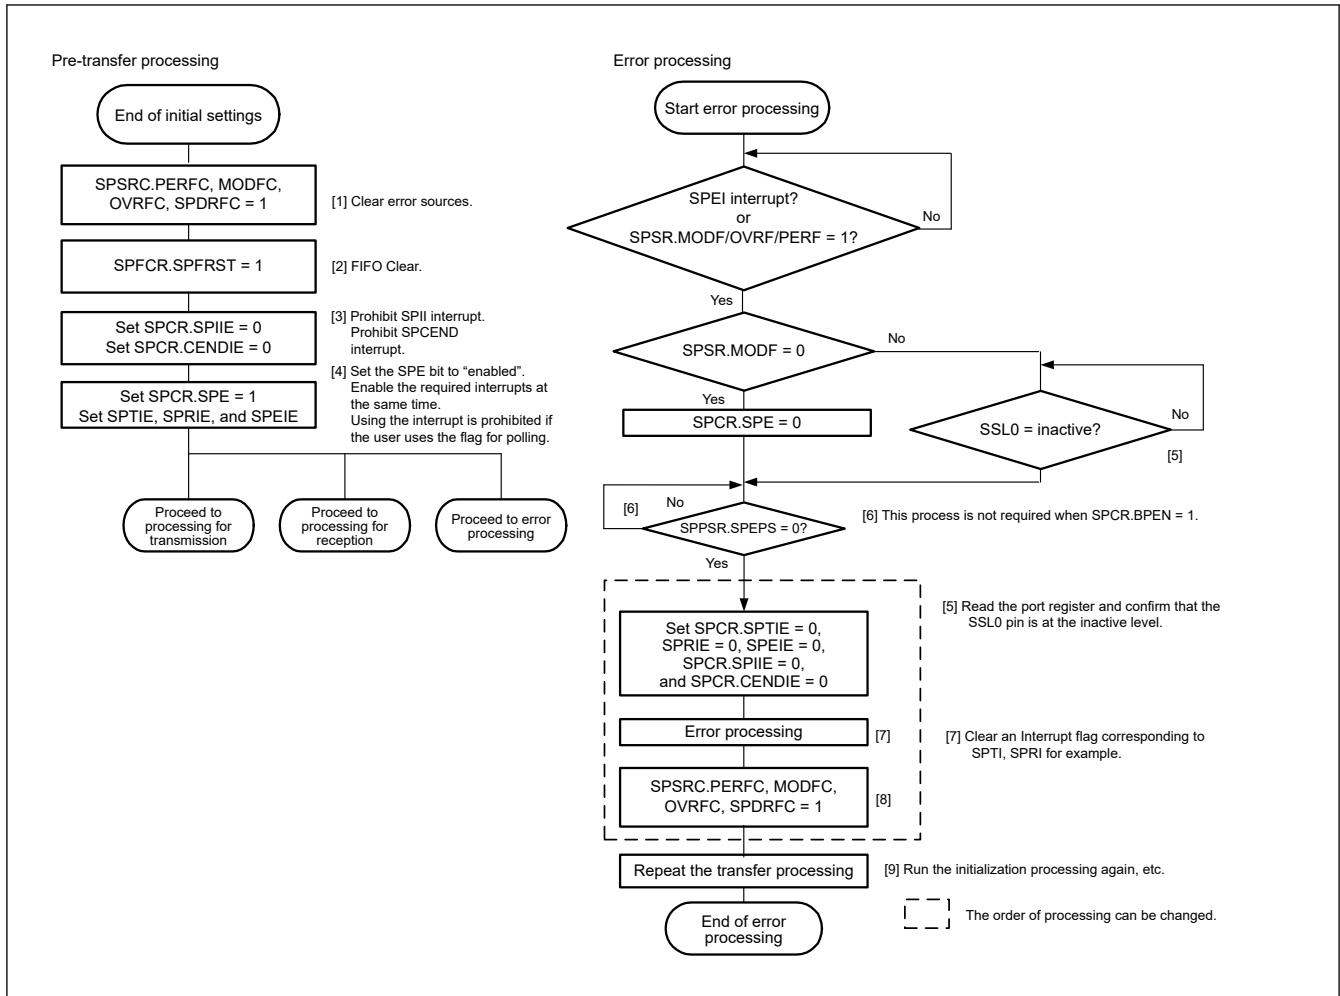 Pre-transfer processing
End of initial settings
SPSRC.PERFC, MODFC,
OVRFC, SPDRFC = 1
[1] Clear error sources.
SPFCR.SPFRST = 1
[2] FIFO Clear.
Set SPCR.SPIIE = 0
Set SPCR.CENDIE = 0
[3] Prohibit SPII interrupt.
Prohibit SPCEND
interrupt.
Set SPCR.SPE = 1
Set SPTIE, SPRIE, and SPEIE
[4] Set the SPE bit to “enabled”.
Enable the required interrupts at
the same time.
Using the interrupt is prohibited if
the user uses the flag for polling.
Proceed to
processing for
transmission
Proceed to
processing for
reception
Proceed to error
processing
Error processing
Start error processing
SPEI interrupt?
or
SPSR.MODF/OVRF/PERF = 1?
No
Yes
SPSR.MODF = 0
No
Yes
SPCR.SPE = 0
SSL0 = inactive?
No
[5]
[6]
No
SPPSR.SPEPS = 0?
[6] This process is not required when SPCR.BPEN = 1.
Yes
Set SPCR.SPTIE = 0,
SPRIE = 0, SPEIE = 0,
SPCR.SPIIE = 0,
and SPCR.CENDIE = 0
[5] Read the port register and confirm that the
SSL0 pin is at the inactive level.
Error processing
[7]
[7] Clear an Interrupt flag corresponding to
SPTI, SPRI for example.
SPSRC.PERFC, MODFC,
OVRFC, SPDRFC = 1
[8]
Repeat the transfer processing
[9] Run the initialization processing again, etc.
End of error
processing
The order of processing can be changed.